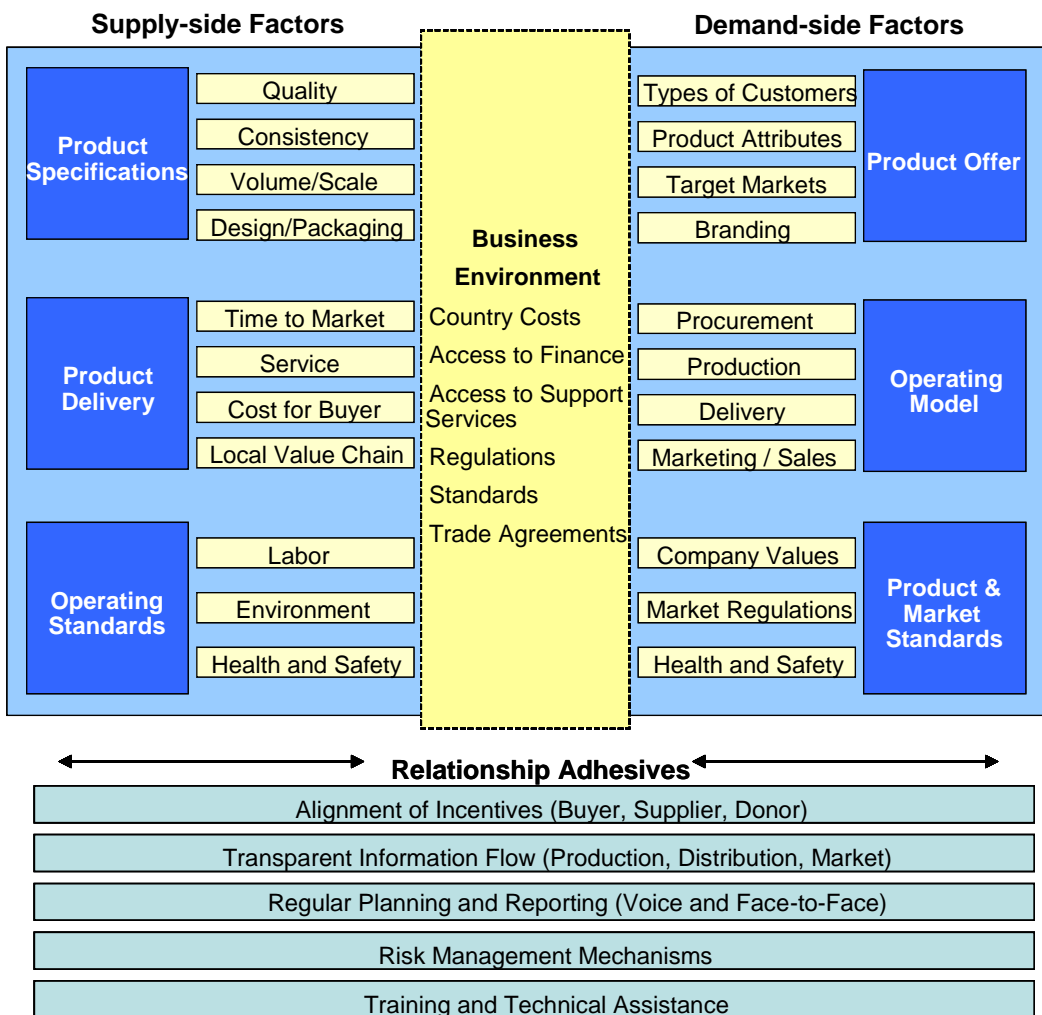 Supply-side Factors
Demand-side Factors
Product
Specifications
Quality
Consistency
Volume/Scale
Design/Packaging
Product
Delivery
Time to Market
Service
Cost for Buyer
Local Value Chain
Operating
Standards
Labor
Environment
Health and Safety
Business
Environment
Country Costs
Access to Finance
Access to Support
Services
Regulations
Standards
Trade Agreements
Types of Customers
Product Attributes
Target Markets
Branding
Product Offer
Procurement
Production
Delivery
Marketing / Sales
Operating
Model
Company Values
Market Regulations
Health and Safety
Product &
Market
Standards
Relationship Adhesives
Alignment of Incentives (Buyer, Supplier, Donor)
Transparent Information Flow (Production, Distribution, Market)
Regular Planning and Reporting (Voice and Face-to-Face)
Risk Management Mechanisms
Training and Technical Assistance